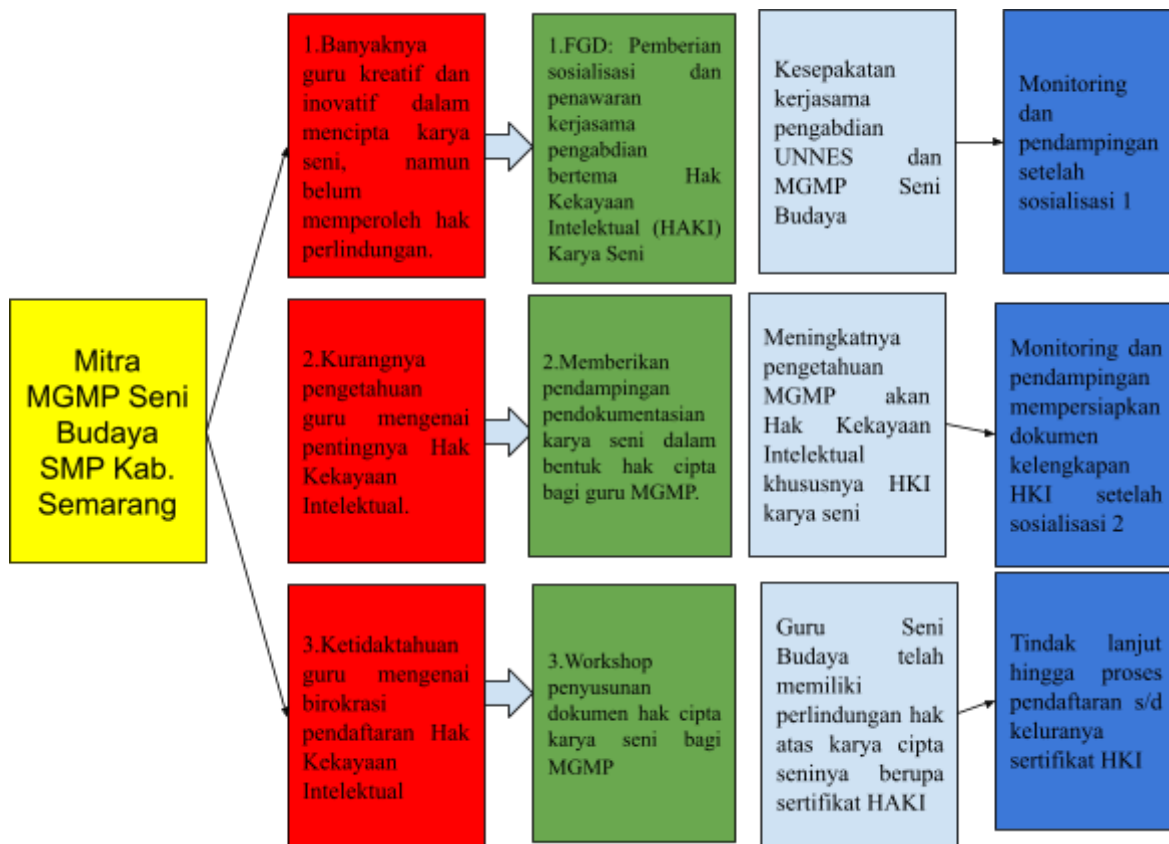 Mitra
MGMP Seni
Budaya
SMP Kab.
Semarang
1.Banyaknya
guru kreatif dan
inovatif dalam
mencipta karya
seni, namun
belum
memperoleh hak
perlindungan.
1.FGD: Pemberian
sosialisasi dan
penawaran
kerjasama
pengabdian
bertema Hak
Kekayaan
Intelektual (HAKI)
Karya Seni
Kesepakatan
kerjasama
pengabdian
UNNES dan
MGMP Seni
Budaya
Monitoring
dan
pendampingan
setelah
sosialisasi 1
2.Kurangnya
pengetahuan
guru mengenai
pentingnya Hak
Kekayaan
Intelektual.
2.Memberikan
pendampingan
pendokumentasian
karya seni dalam
bentuk hak cipta
bagi guru MGMP.
Meningkatnya
pengetahuan
MGMP akan
Hak Kekayaan
Intelektual
khususnya HKI
karya seni
Monitoring dan
pendampingan
mempersiapkan
dokumen
kelengkapan
HKI setelah
sosialisasi 2
3.Ketidaktahuan
guru mengenai
birokrasi
pendaftaran Hak
Kekayaan
Intelektual
3.Workshop
penyusunan
dokumen hak cipta
karya seni bagi
MGMP
Guru Seni
Budaya telah
memiliki
perlindungan hak
atas karya cipta
seninya berupa
sertifikat HAKI
Tindak lanjut
hingga proses
pendaftaran s/d
keluranya
sertifikat HKI